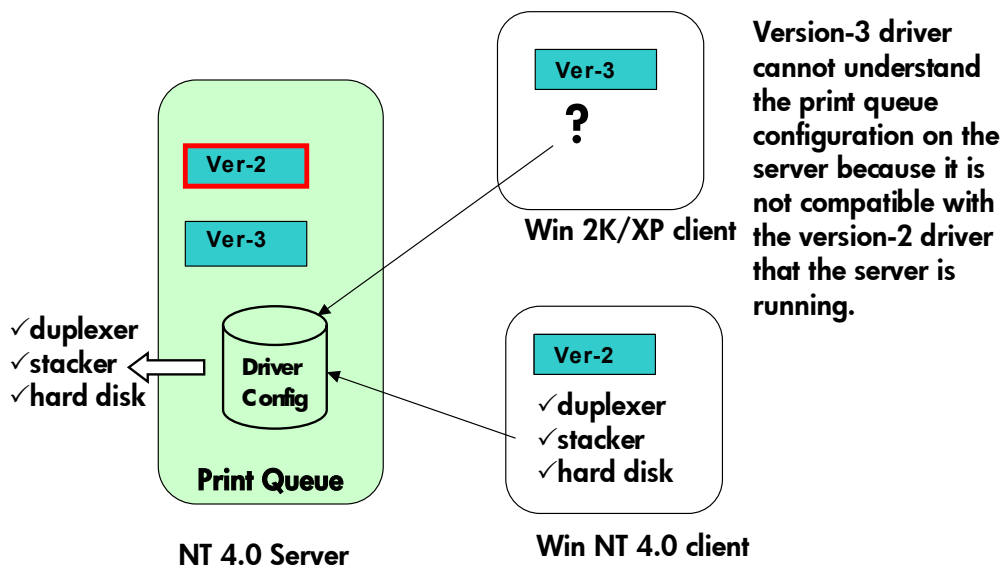 Ver-2
Ver-3
✓duplexer
✓stacker
✓hard disk
Driver
Config
Print Queue
NT 4.0 Server
Ver-3
?
Win 2K/XP client
Ver-2
✓duplexer
✓stacker
✓hard disk
Win NT 4.0 client
Version-3 driver
cannot understand
the print queue
configuration on the
server because it is
not compatible with
the version-2 driver
that the server is
running.